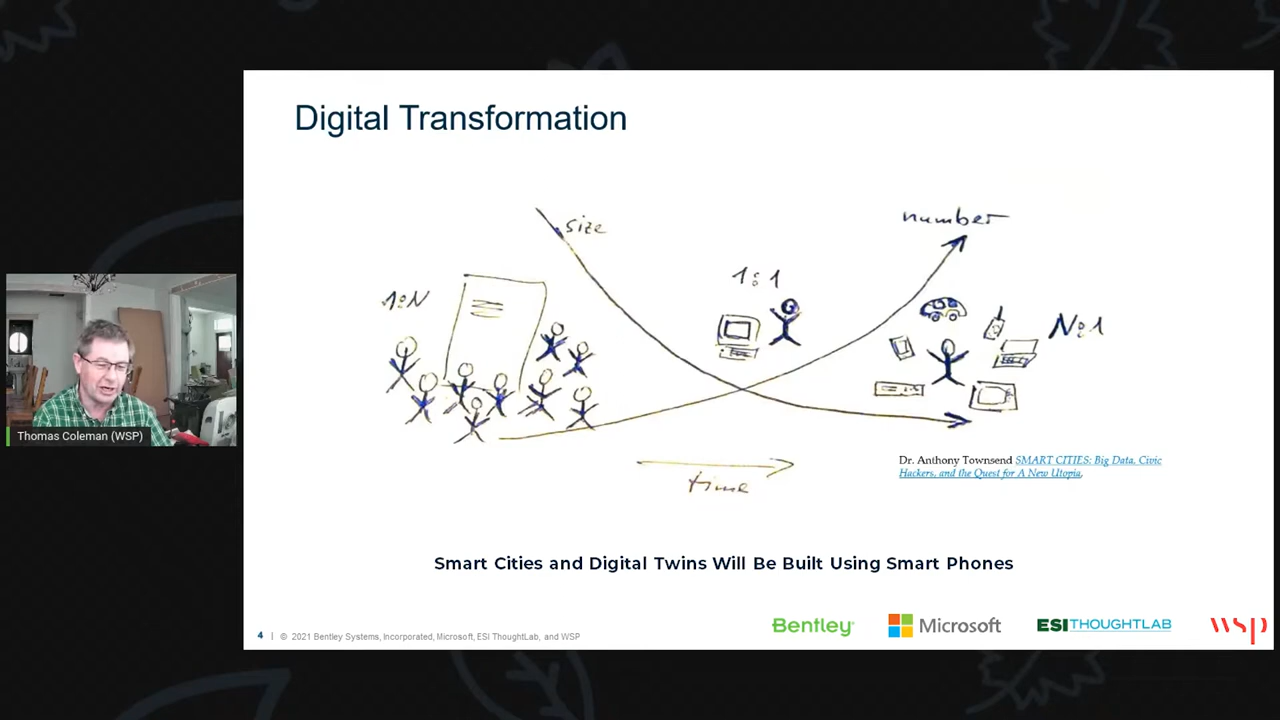 Digital Transformation
size
number
1:N
1:1
N:1
time
Dr. Anthony Townsend SMART CITIES: Big Data, Civic
Hackers, and the Quest for A New Utopia.
Smart Cities and Digital Twins Will Be Built Using Smart Phones
4 | © 2021 Bentley Systems, Incorporated, Microsoft, ESI ThoughtLab, and WSP
Bentley
Microsoft
ESI THOUGHTLAB
wsp
Thomas Coleman (WSP)